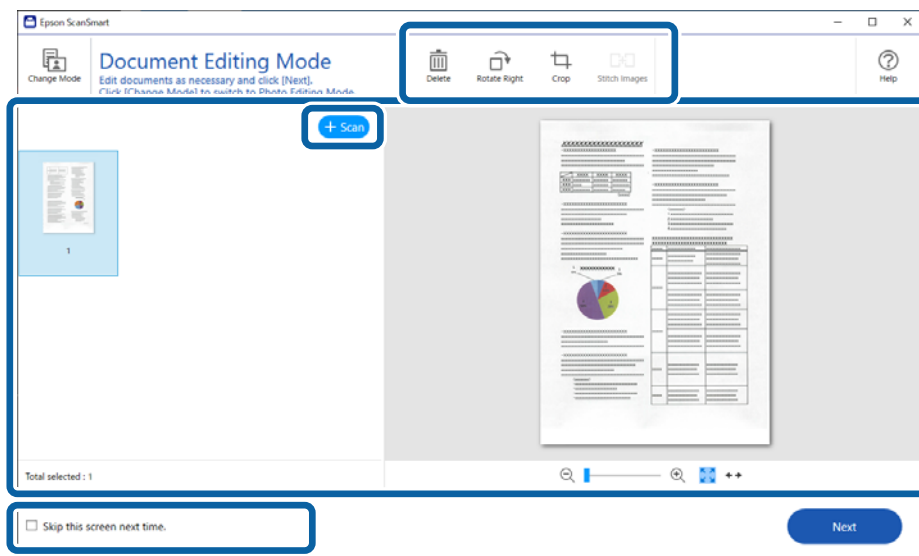 Epson ScanSmart
Change Mode
Document Editing Mode
Edit documents as necessary and click [Next].
Click [Change Mode] to switch to Photo Editing Mode.
Delete
Rotate Right
Crop
Stitch Images
Help
+ Scan
1
Total selected : 1
Skip this screen next time.
Next